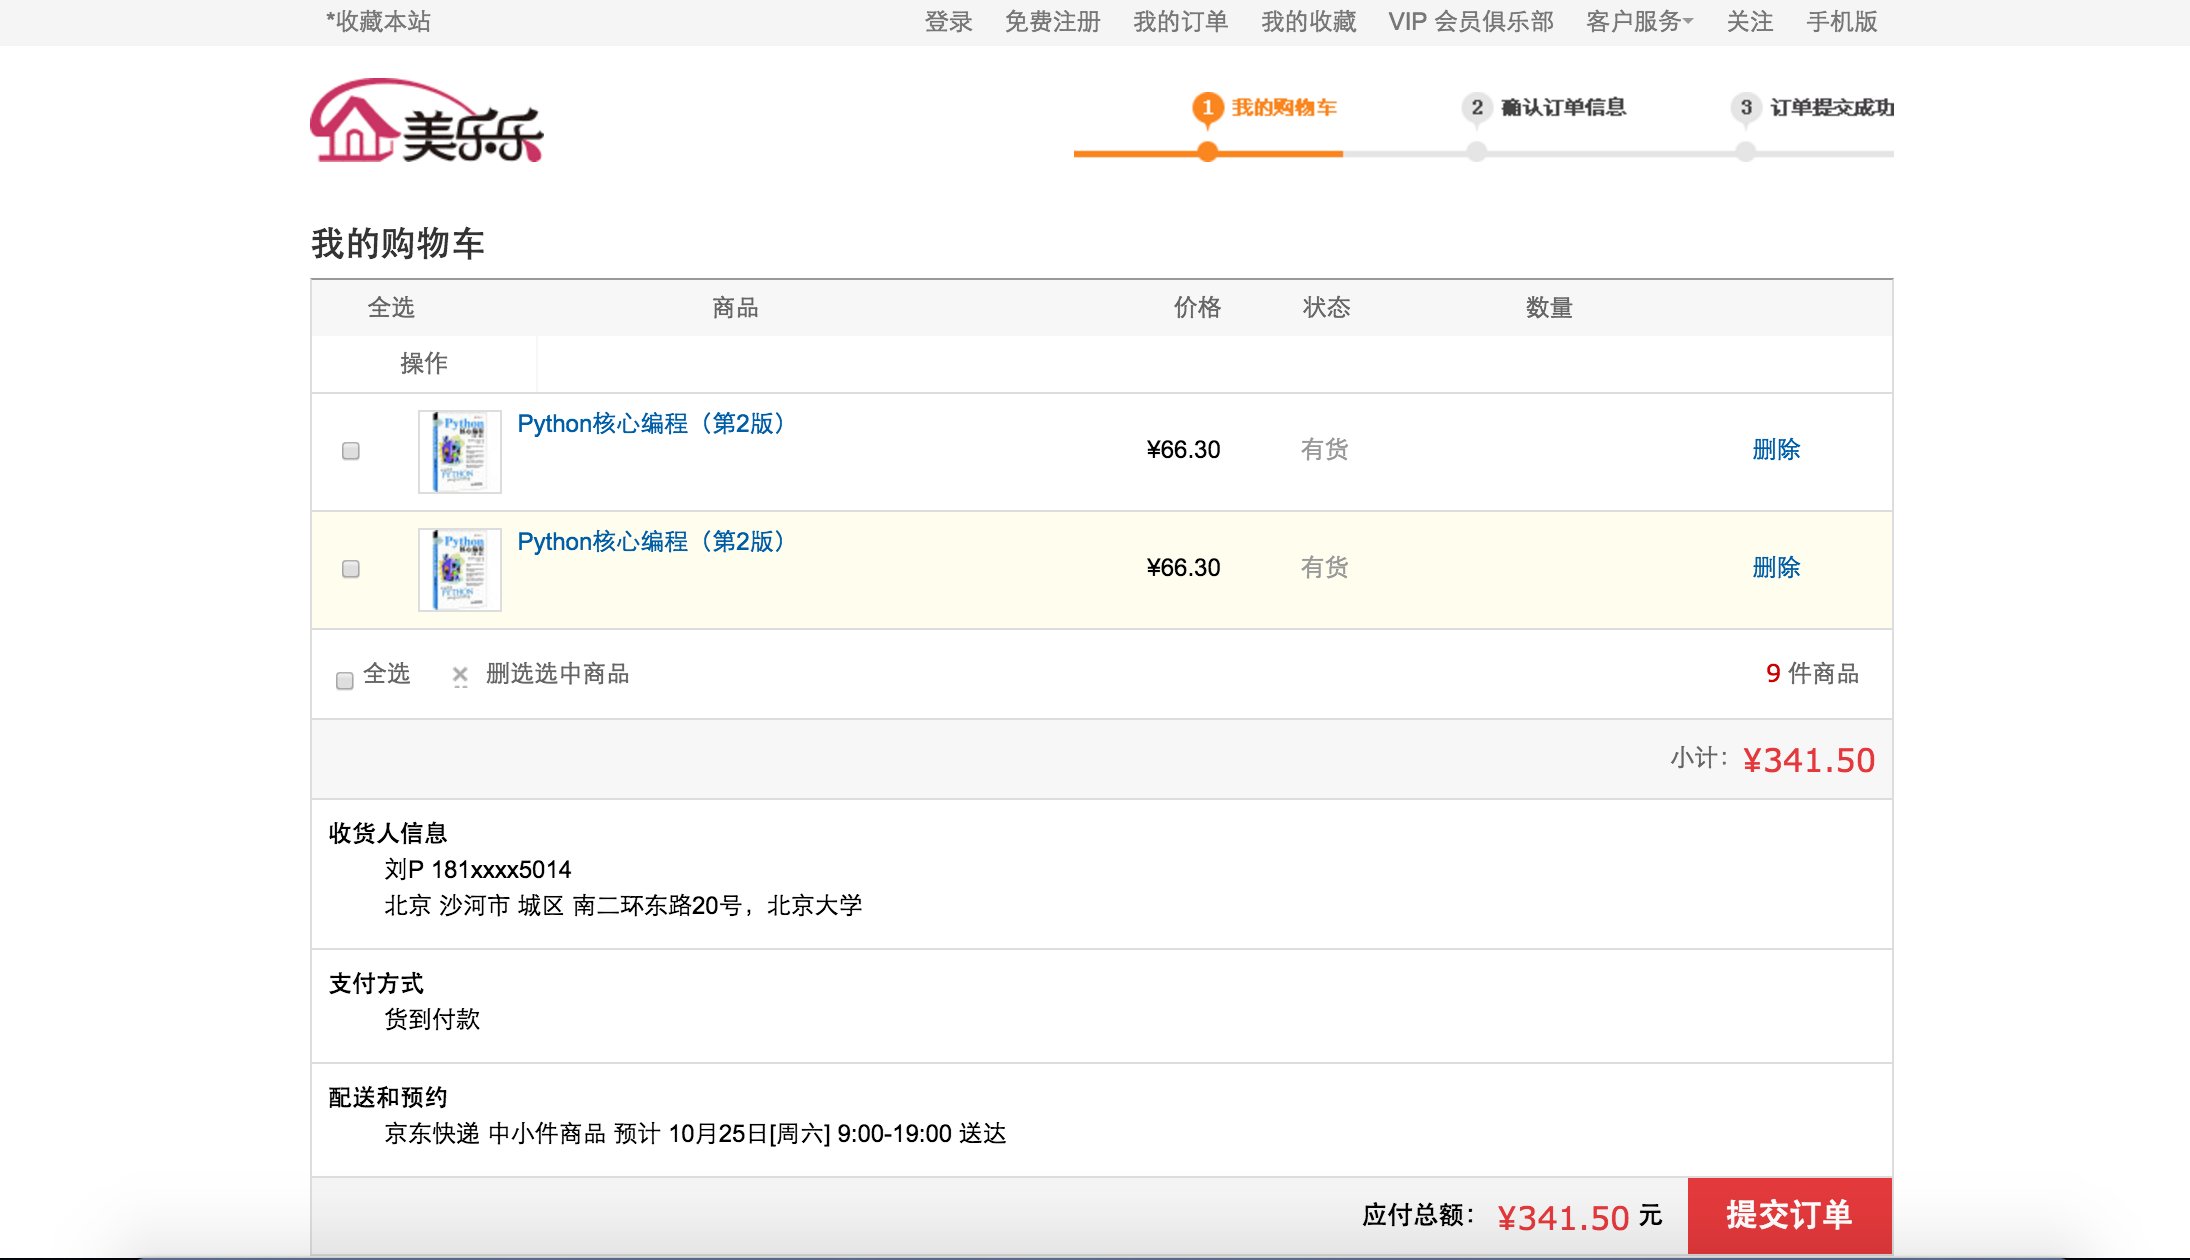 *收藏本站 登录 免费注册 我的订单 我的收藏 VIP 会员俱乐部 客户服务 关注 手机版
美乐乐
1 我的购物车 2 确认订单信息 3 订单提交成功
我的购物车
全选 商品 价格 状态 数量
操作
Python核心编程（第2版） ¥66.30 有货 删除
Python核心编程（第2版） ¥66.30 有货 删除
全选 删选选中商品 9 件商品
小计： ¥341.50
收货人信息
刘P 181xxxx5014
北京 沙河市 城区 南二环东路20号，北京大学
支付方式
货到付款
配送和预约
京东快递 中小件商品 预计 10月25日[周六] 9:00-19:00 送达
应付总额： ¥341.50 元 提交订单